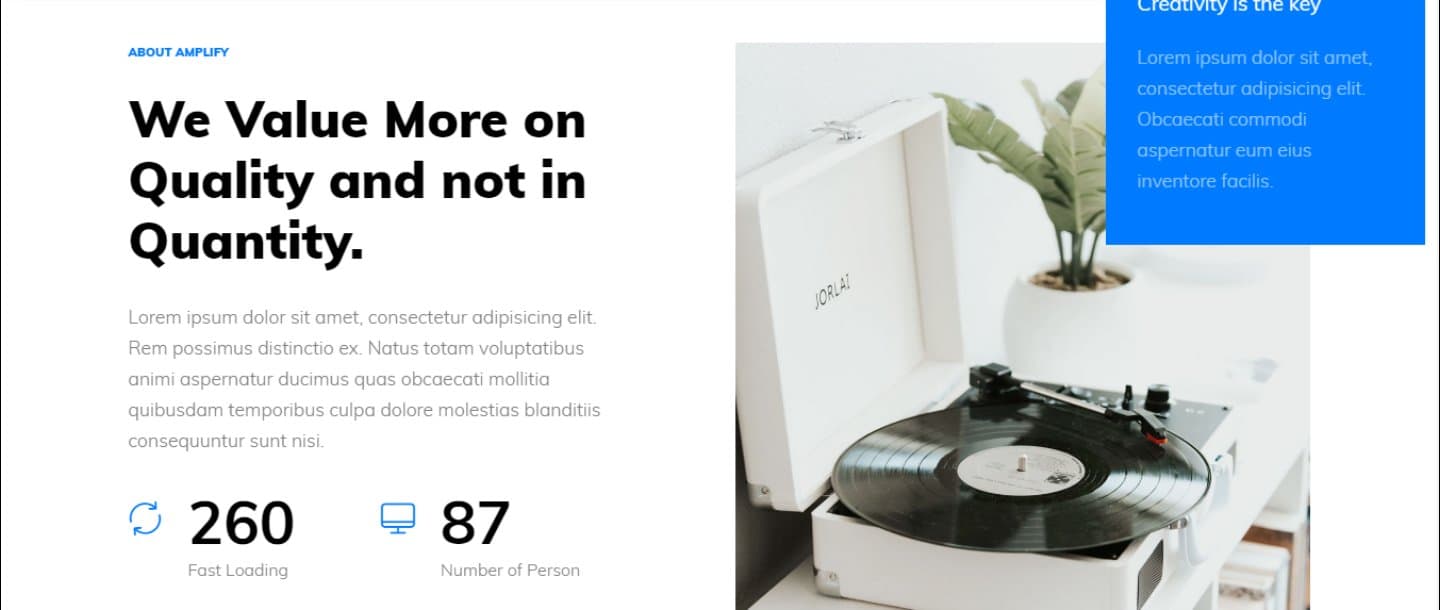 ABOUT AMPLIFY
We Value More on
Quality and not in
Quantity.
Lorem ipsum dolor sit amet, consectetur adipisicing elit.
Rem possimus distinctio ex. Natus totam voluptatibus
animi aspernatur ducimus quas obcaecati mollitia
quibusdam temporibus culpa dolore molestias blanditiis
consequuntur sunt nisi.
260
Fast Loading
87
Number of Person
JORLAI
Creativity is the key
Lorem ipsum dolor sit amet,
consectetur adipisicing elit.
Obcaecati commodi
aspernatur eum eius
inventore facilis.